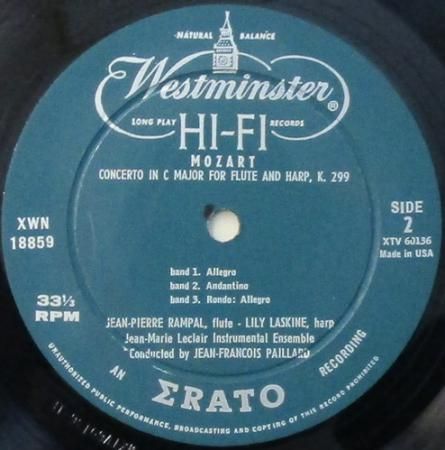 NATURAL BALANCE
Westminster ®
LONG PLAY RECORDS
HI-FI
MOZART
CONCERTO IN C MAJOR FOR FLUTE AND HARP, K. 299
XWN
18859
SIDE
2
XTV 60136
Made in USA
band 1. Allegro
band 2. Andantino
band 3. Rondo: Allegro
33⅓
RPM
JEAN-PIERRE RAMPAL, flute - LILY LASKINE, harp
Jean-Marie Leclair Instrumental Ensemble
Conducted by JEAN-FRANCOIS PAILLARD
AN ΣRATO RECORDING
UNAUTHORIZED PUBLIC PERFORMANCE, BROADCASTING AND COPYING OF THIS RECORD PROHIBITED